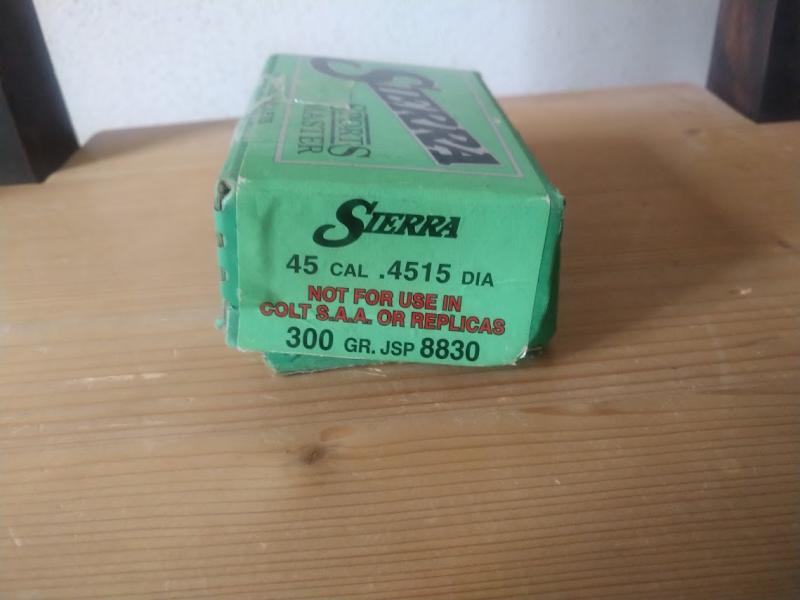 SIERRA
SPORTS
MASTER
SIERRA
45 CAL .4515 DIA
NOT FOR USE IN
COLT S.A.A. OR REPLICAS
300 GR. JSP 8830